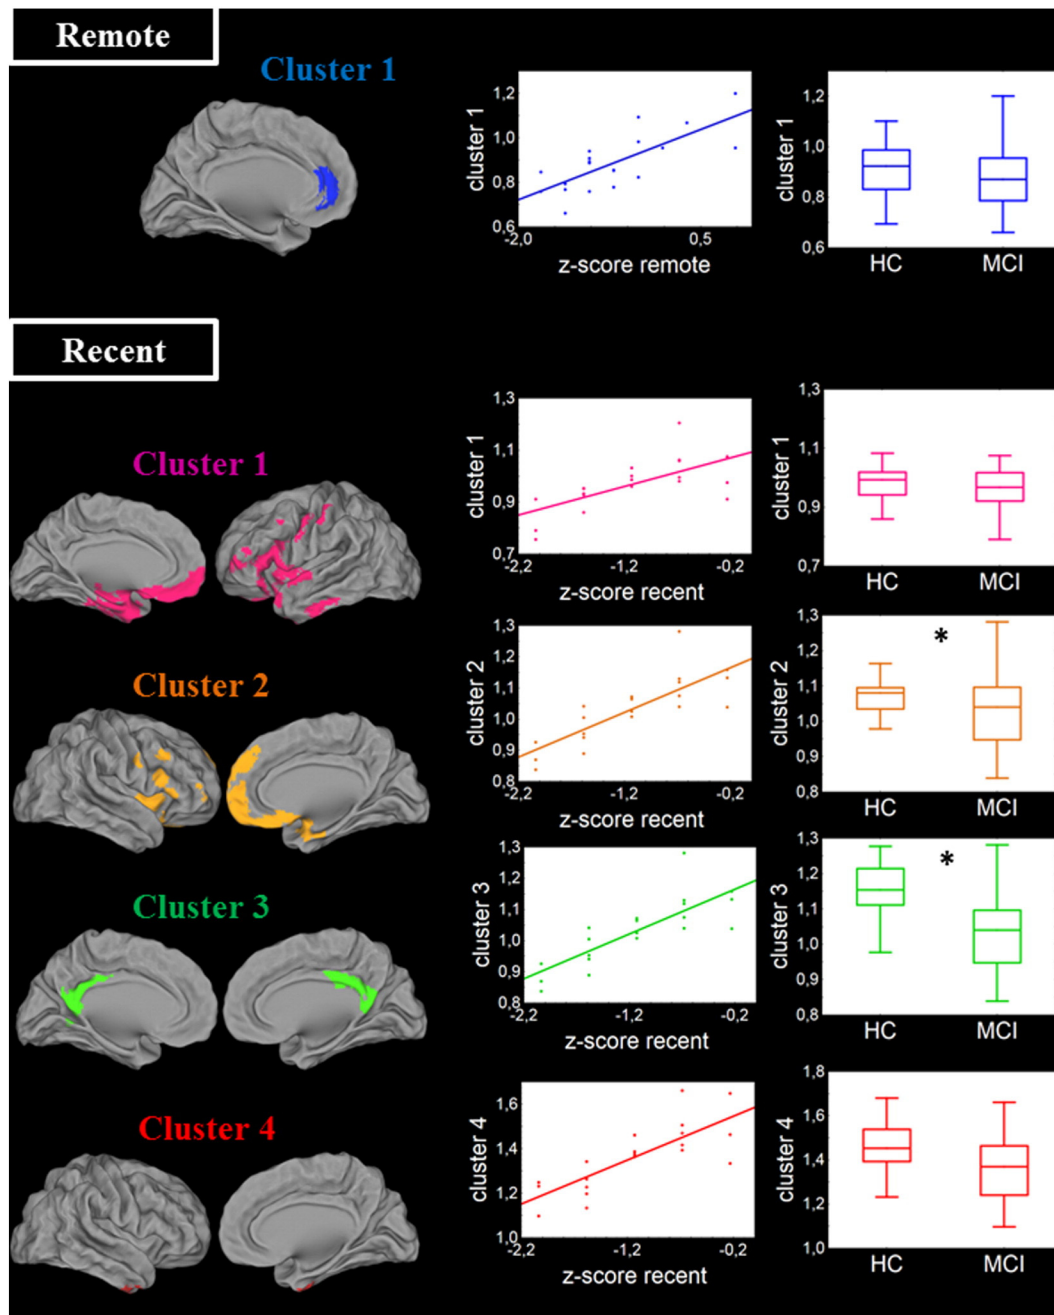 Remote
Cluster 1
cluster 1
1,2
1,0
0,8
0,6
-2,0
0,5
z-score remote
cluster 1
1,2
1,0
0,8
0,6
HC
MCI
Recent
Cluster 1
cluster 1
1,3
1,1
0,9
0,7
-2,2
-1,2
-0,2
z-score recent
cluster 1
1,3
1,1
0,9
0,7
HC
MCI
Cluster 2
cluster 2
1,3
1,2
1,1
1,0
0,9
0,8
-2,2
-1,2
-0,2
z-score recent
cluster 2
1,3
1,2
1,1
1,0
0,9
0,8
*
HC
MCI
Cluster 3
cluster 3
1,3
1,2
1,1
1,0
0,9
0,8
-2,2
-1,2
-0,2
z-score recent
cluster 3
1,3
1,2
1,1
1,0
0,9
0,8
*
HC
MCI
Cluster 4
cluster 4
1,6
1,4
1,2
1,0
-2,2
-1,2
-0,2
z-score recent
cluster 4
1,8
1,6
1,4
1,2
1,0
HC
MCI